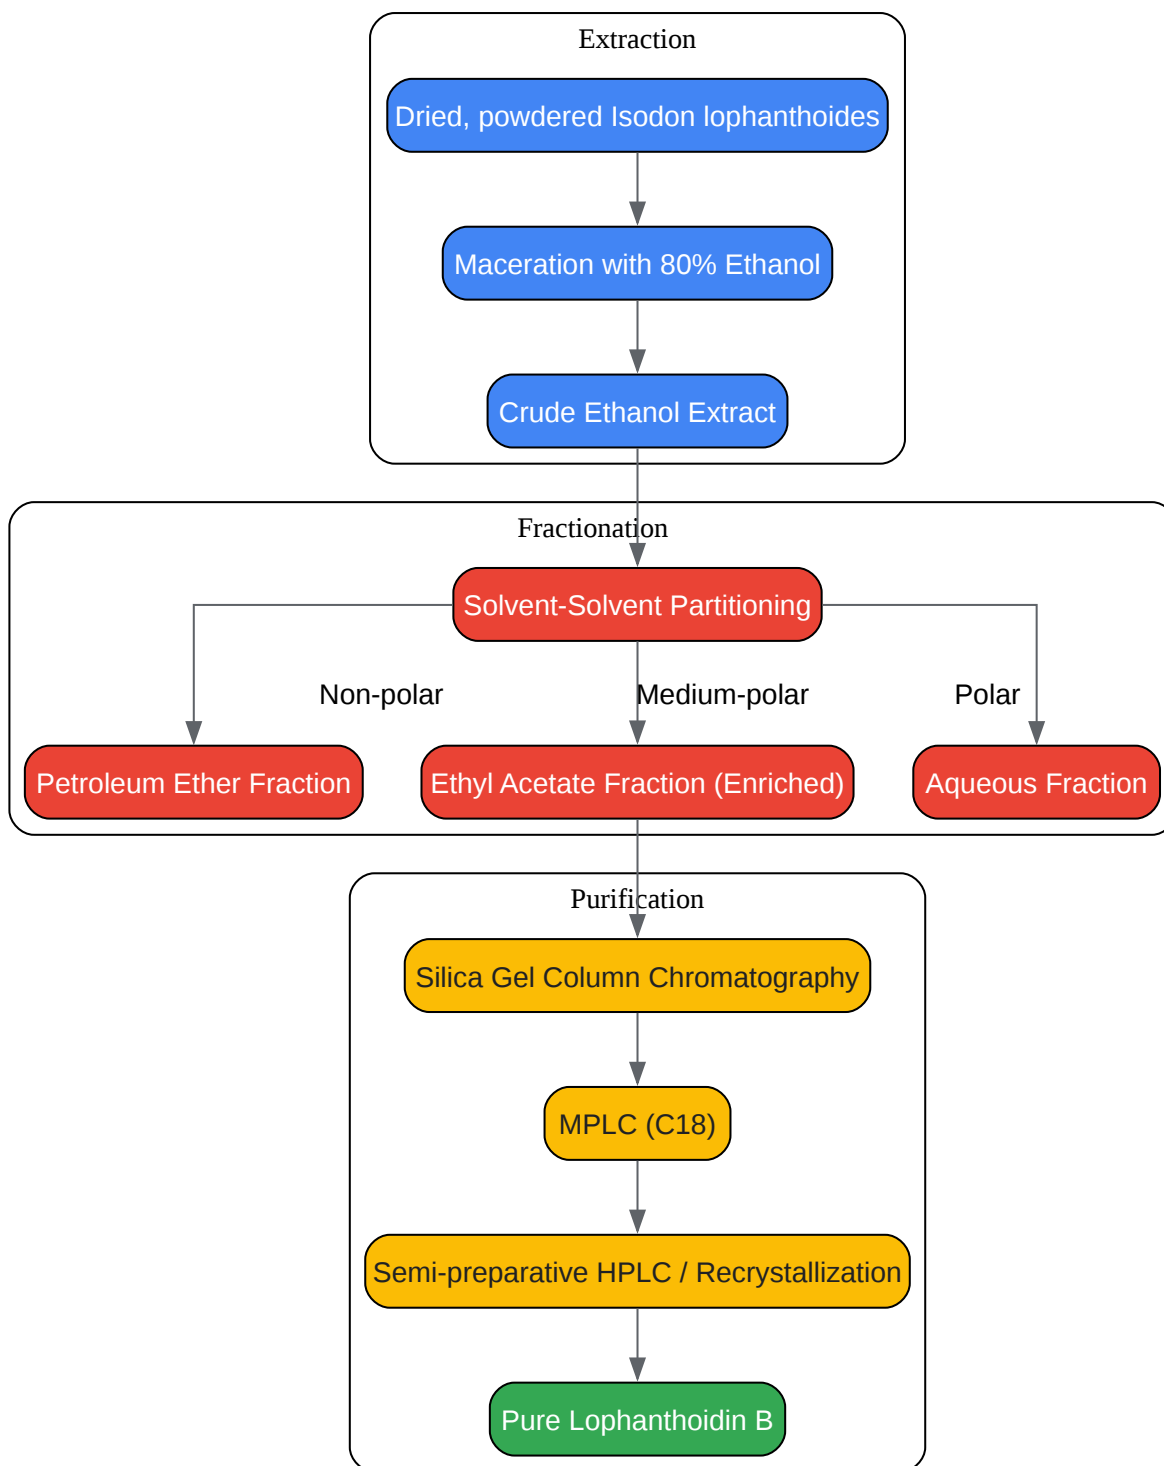 Extraction
Dried, powdered Isodon lophanthoides
Maceration with 80% Ethanol
Crude Ethanol Extract
Fractionation
Solvent-Solvent Partitioning
Non-polar
Medium-polar
Polar
Petroleum Ether Fraction
Ethyl Acetate Fraction (Enriched)
Aqueous Fraction
Purification
Silica Gel Column Chromatography
MPLC (C18)
Semi-preparative HPLC / Recrystallization
Pure Lophanthoidin B